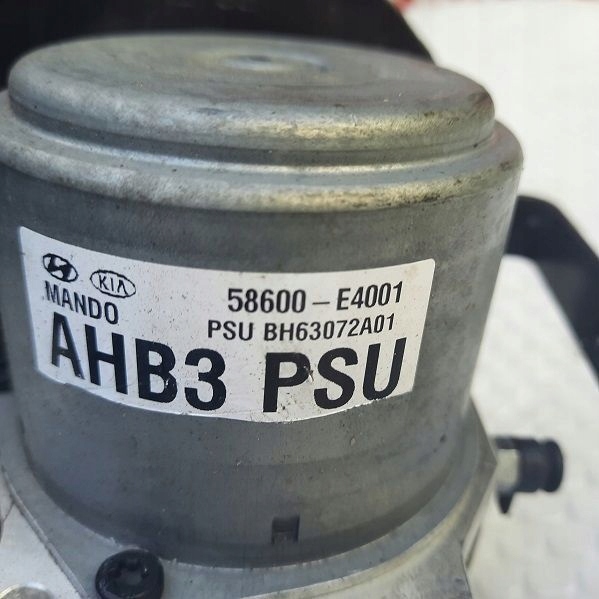 KIA
MANDO
58600-E4001
PSU BH63072A01
AHB3 PSU